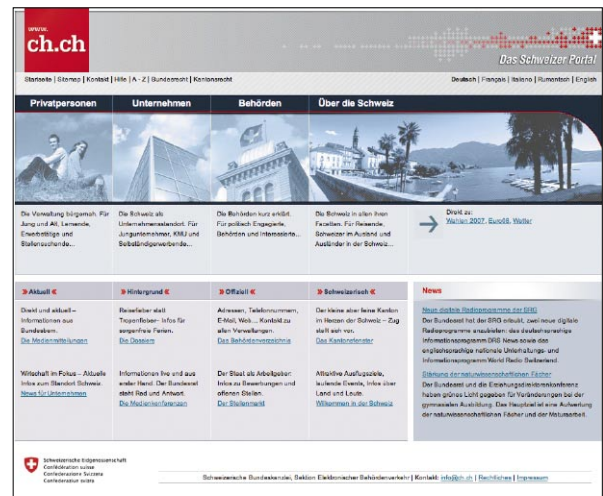 www.
ch.ch
Das Schweizer Portal
Startseite | Sitemap | Kontakt | Hilfe | A - Z | Bundesrecht | Kantonsrecht
Deutsch | Français | Italiano | Rumantsch | English
Privatpersonen
Unternehmen
Behörden
Über die Schweiz
Die Verwaltung bürgernah. Für
Jung und Alt, Lernende,
Erwerbstätige und
Stellensuchende...
Die Schweiz als
Unternehmensstandort. Für
Jungunternehmer, KMU und
Selbständigerwerbende...
Die Behörden kurz erklärt.
Für politisch Engagierte,
Behörden und Interessierte...
Die Schweiz in allen ihren
Facetten. Für Reisende,
Schweizer im Ausland und
Ausländer in der Schweiz...
Direkt zu:
Wahlen 2007, Euro08, Wetter
» Aktuell «
Direkt und aktuell –
Informationen aus
Bundesbern.
Die Medienmitteilungen
Wirtschaft im Fokus – Aktuelle
Infos zum Standort Schweiz.
News für Unternehmen
» Hintergrund «
Reisefieber statt
Tropenfieber– Infos für
sorgenfreie Ferien.
Die Dossiers
Informationen live und aus
erster Hand. Der Bundesrat
steht Red und Antwort.
Die Medienkonferenzen
» Offiziell «
Adressen, Telefonnummern,
E-Mail, Web... Kontakt zu
allen Verwaltungen.
Das Behördenverzeichnis
Der Staat als Arbeitgeber:
Infos zu Bewerbungen und
offenen Stellen.
Der Stellenmarkt
» Schweizerisch «
Der kleine aber feine Kanton
im Herzen der Schweiz – Zug
stellt sich vor.
Das Kantonsfenster
Attraktive Ausflugsziele,
laufende Events, Infos über
Land und Leute.
Willkommen in der Schweiz
News
Neue digitale Radioprogramme der SRG
Der Bundesrat hat der SRG erlaubt, zwei neue digitale
Radioprogramme anzubieten: das deutschsprachige
Informationsprogramm DRS News sowie das
englischsprachige nationale Unterhaltungs- und
Informationsprogramm World Radio Switzerland.
Stärkung der naturwissenschaftlichen Fächer
Der Bundesrat und die Erziehungsdirektorenkonferenz
haben grünes Licht gegeben für Veränderungen bei der
gymnasialen Ausbildung. Das Hauptziel ist eine Aufwertung
der naturwissenschaftlichen Fächer und der Maturaarbeit.
Schweizerische Eidgenossenschaft
Confédération suisse
Confederazione Svizzera
Confederaziun svizra
Schweizerische Bundeskanzlei, Sektion Elektronischer Behördenverkehr | Kontakt: info@ch.ch | Rechtliches | Impressum